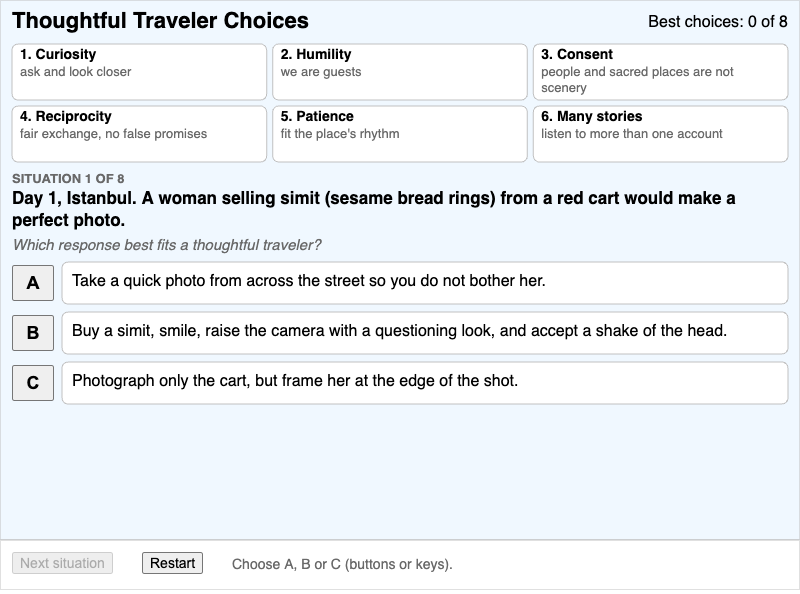 Thoughtful Traveler Choices
Best choices: 0 of 8
1. Curiosity
ask and look closer
2. Humility
we are guests
3. Consent
people and sacred places are not
scenery
4. Reciprocity
fair exchange, no false promises
5. Patience
fit the place's rhythm
6. Many stories
listen to more than one account
SITUATION 1 OF 8
Day 1, Istanbul. A woman selling simit (sesame bread rings) from a red cart would make a
perfect photo.
Which response best fits a thoughtful traveler?
A
Take a quick photo from across the street so you do not bother her.
B
Buy a simit, smile, raise the camera with a questioning look, and accept a shake of the head.
C
Photograph only the cart, but frame her at the edge of the shot.
Next situation
Restart
Choose A, B or C (buttons or keys).